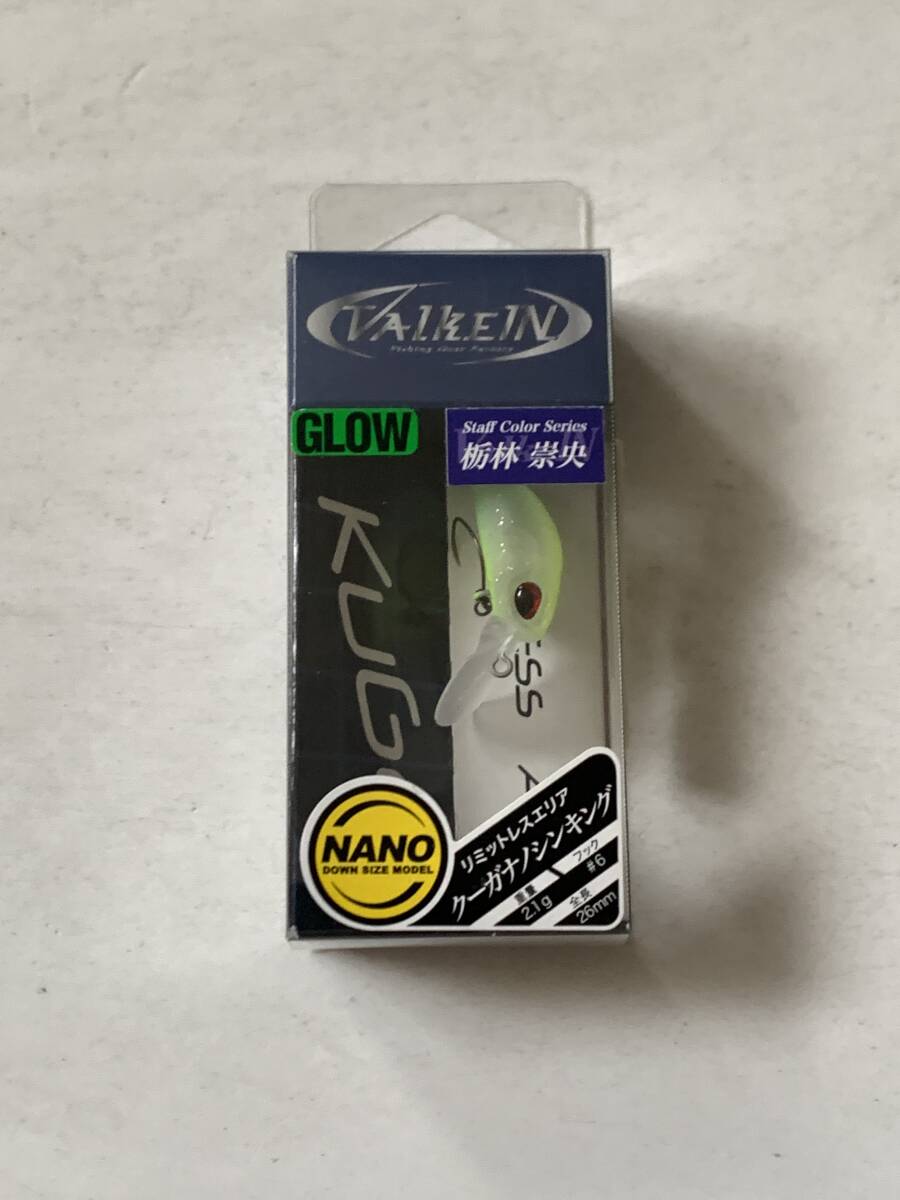 VALKEIN
Fishing Gear Factory
GLOW
Staff Color Series
栃林 崇央
KUG
ESS
NANO
DOWN SIZE MODEL
リミットレスエリア
クーガナノシンキング
重量
2.1g
フック
#6
全長
26mm